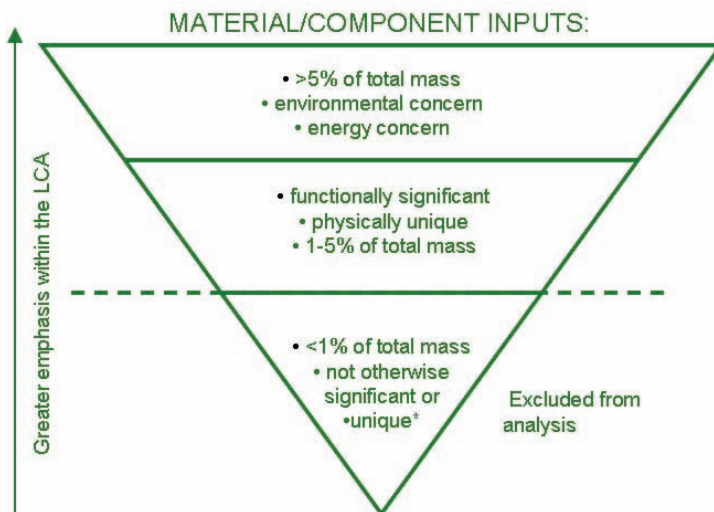 MATERIAL/COMPONENT INPUTS:
• >5% of total mass
• environmental concern
• energy concern
• functionally significant
• physically unique
• 1-5% of total mass
• <1% of total mass
• not otherwise
significant or
•unique*
Excluded from
analysis
Greater emphasis within the LCA